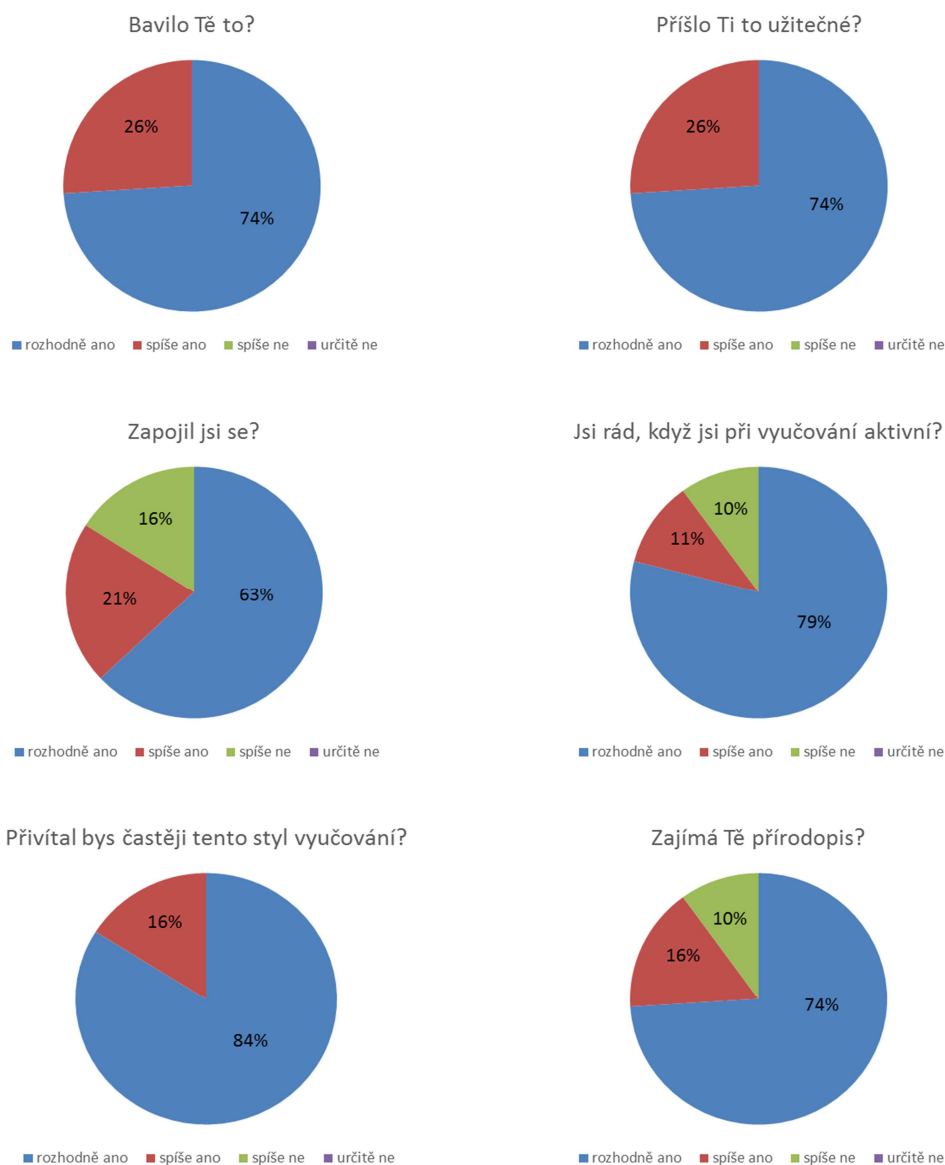 Bavilo Tě to?
26%
74%
rozhodně ano spíše ano spíše ne určitě ne
Příšlo Ti to užitečné?
26%
74%
rozhodně ano spíše ano spíše ne určitě ne
Zapojil jsi se?
16%
21%
63%
rozhodně ano spíše ano spíše ne určitě ne
Jsi rád, když jsi při vyučování aktivní?
10%
11%
79%
rozhodně ano spíše ano spíše ne určitě ne
Přivítal bys častěji tento styl vyučování?
16%
84%
rozhodně ano spíše ano spíše ne určitě ne
Zajímá Tě přírodopis?
10%
16%
74%
rozhodně ano spíše ano spíše ne určitě ne